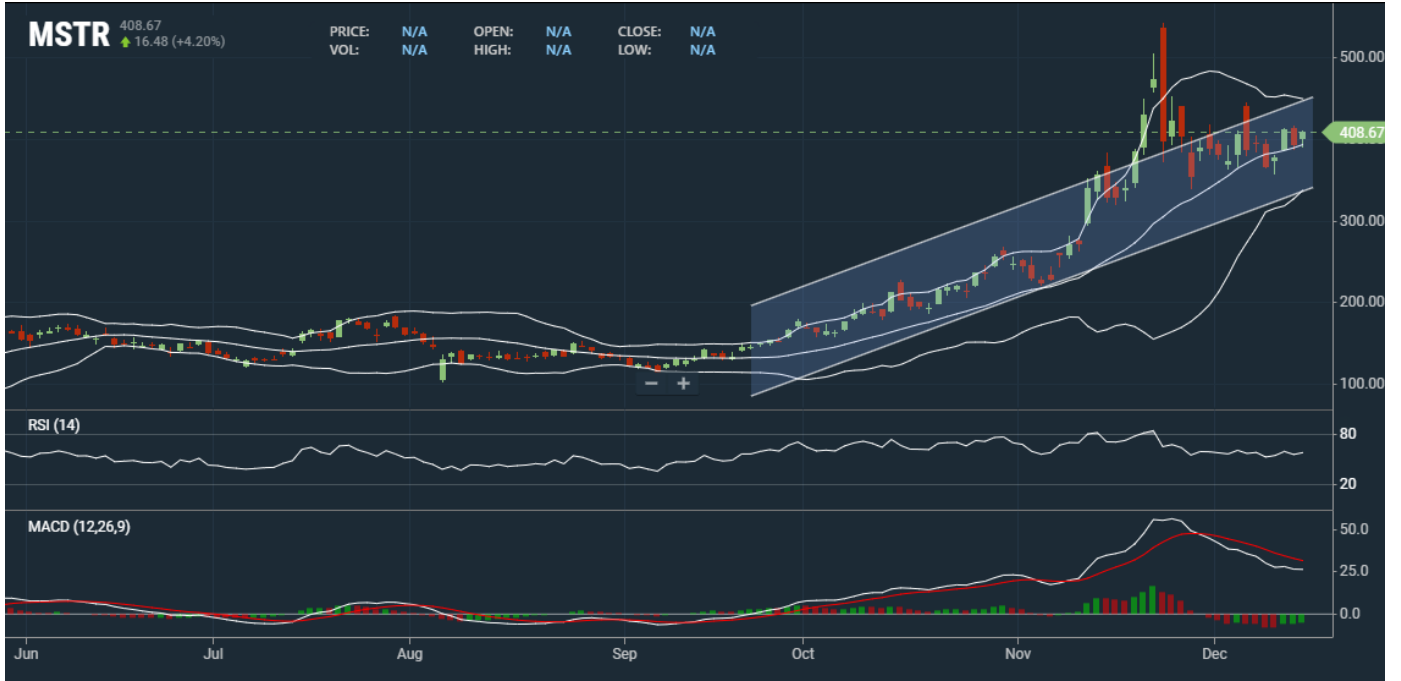 MSTR 408.67
16.48 (+4.20%)
PRICE: N/A OPEN: N/A CLOSE: N/A
VOL: N/A HIGH: N/A LOW: N/A
500.00
408.67
300.00
200.00
100.00
− +
RSI (14)
80
20
MACD (12,26,9)
50.0
25.0
0.0
Jun Jul Aug Sep Oct Nov Dec